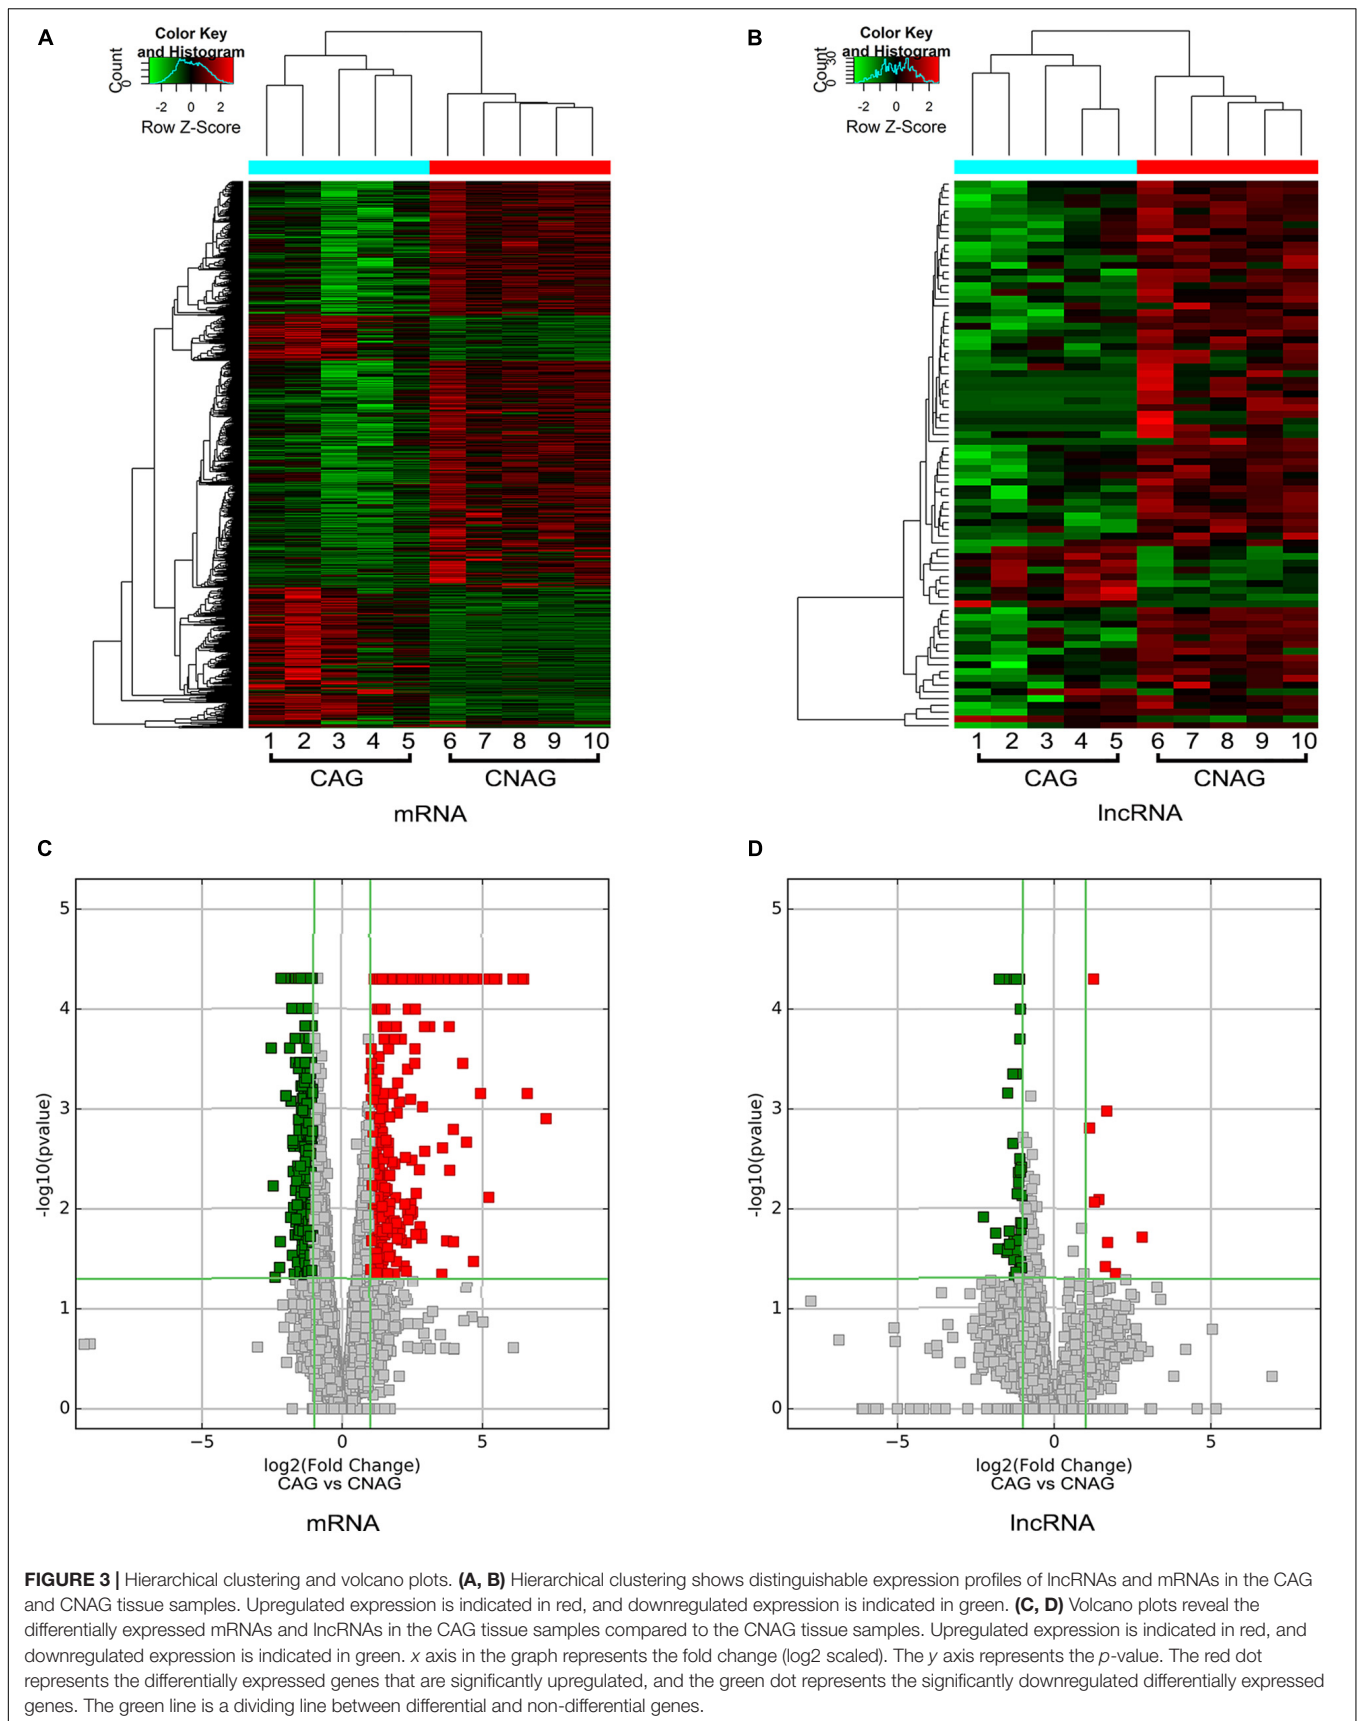 A
Color Key
and Histogram
Count
0
-2 0 2
Row Z-Score
1 2 3 4 5 6 7 8 9 10
CAG CNAG
mRNA
B
Color Key
and Histogram
Count
0 30
-2 0 2
Row Z-Score
1 2 3 4 5 6 7 8 9 10
CAG CNAG
lncRNA
C
-log10(pvalue)
5
4
3
2
1
0
−5 0 5
log2(Fold Change)
CAG vs CNAG
mRNA
D
-log10(pvalue)
5
4
3
2
1
0
−5 0 5
log2(Fold Change)
CAG vs CNAG
lncRNA
FIGURE 3 | Hierarchical clustering and volcano plots. (A, B) Hierarchical clustering shows distinguishable expression profiles of lncRNAs and mRNAs in the CAG
and CNAG tissue samples. Upregulated expression is indicated in red, and downregulated expression is indicated in green. (C, D) Volcano plots reveal the
differentially expressed mRNAs and lncRNAs in the CAG tissue samples compared to the CNAG tissue samples. Upregulated expression is indicated in red, and
downregulated expression is indicated in green. x axis in the graph represents the fold change (log2 scaled). The y axis represents the p-value. The red dot
represents the differentially expressed genes that are significantly upregulated, and the green dot represents the significantly downregulated differentially expressed
genes. The green line is a dividing line between differential and non-differential genes.